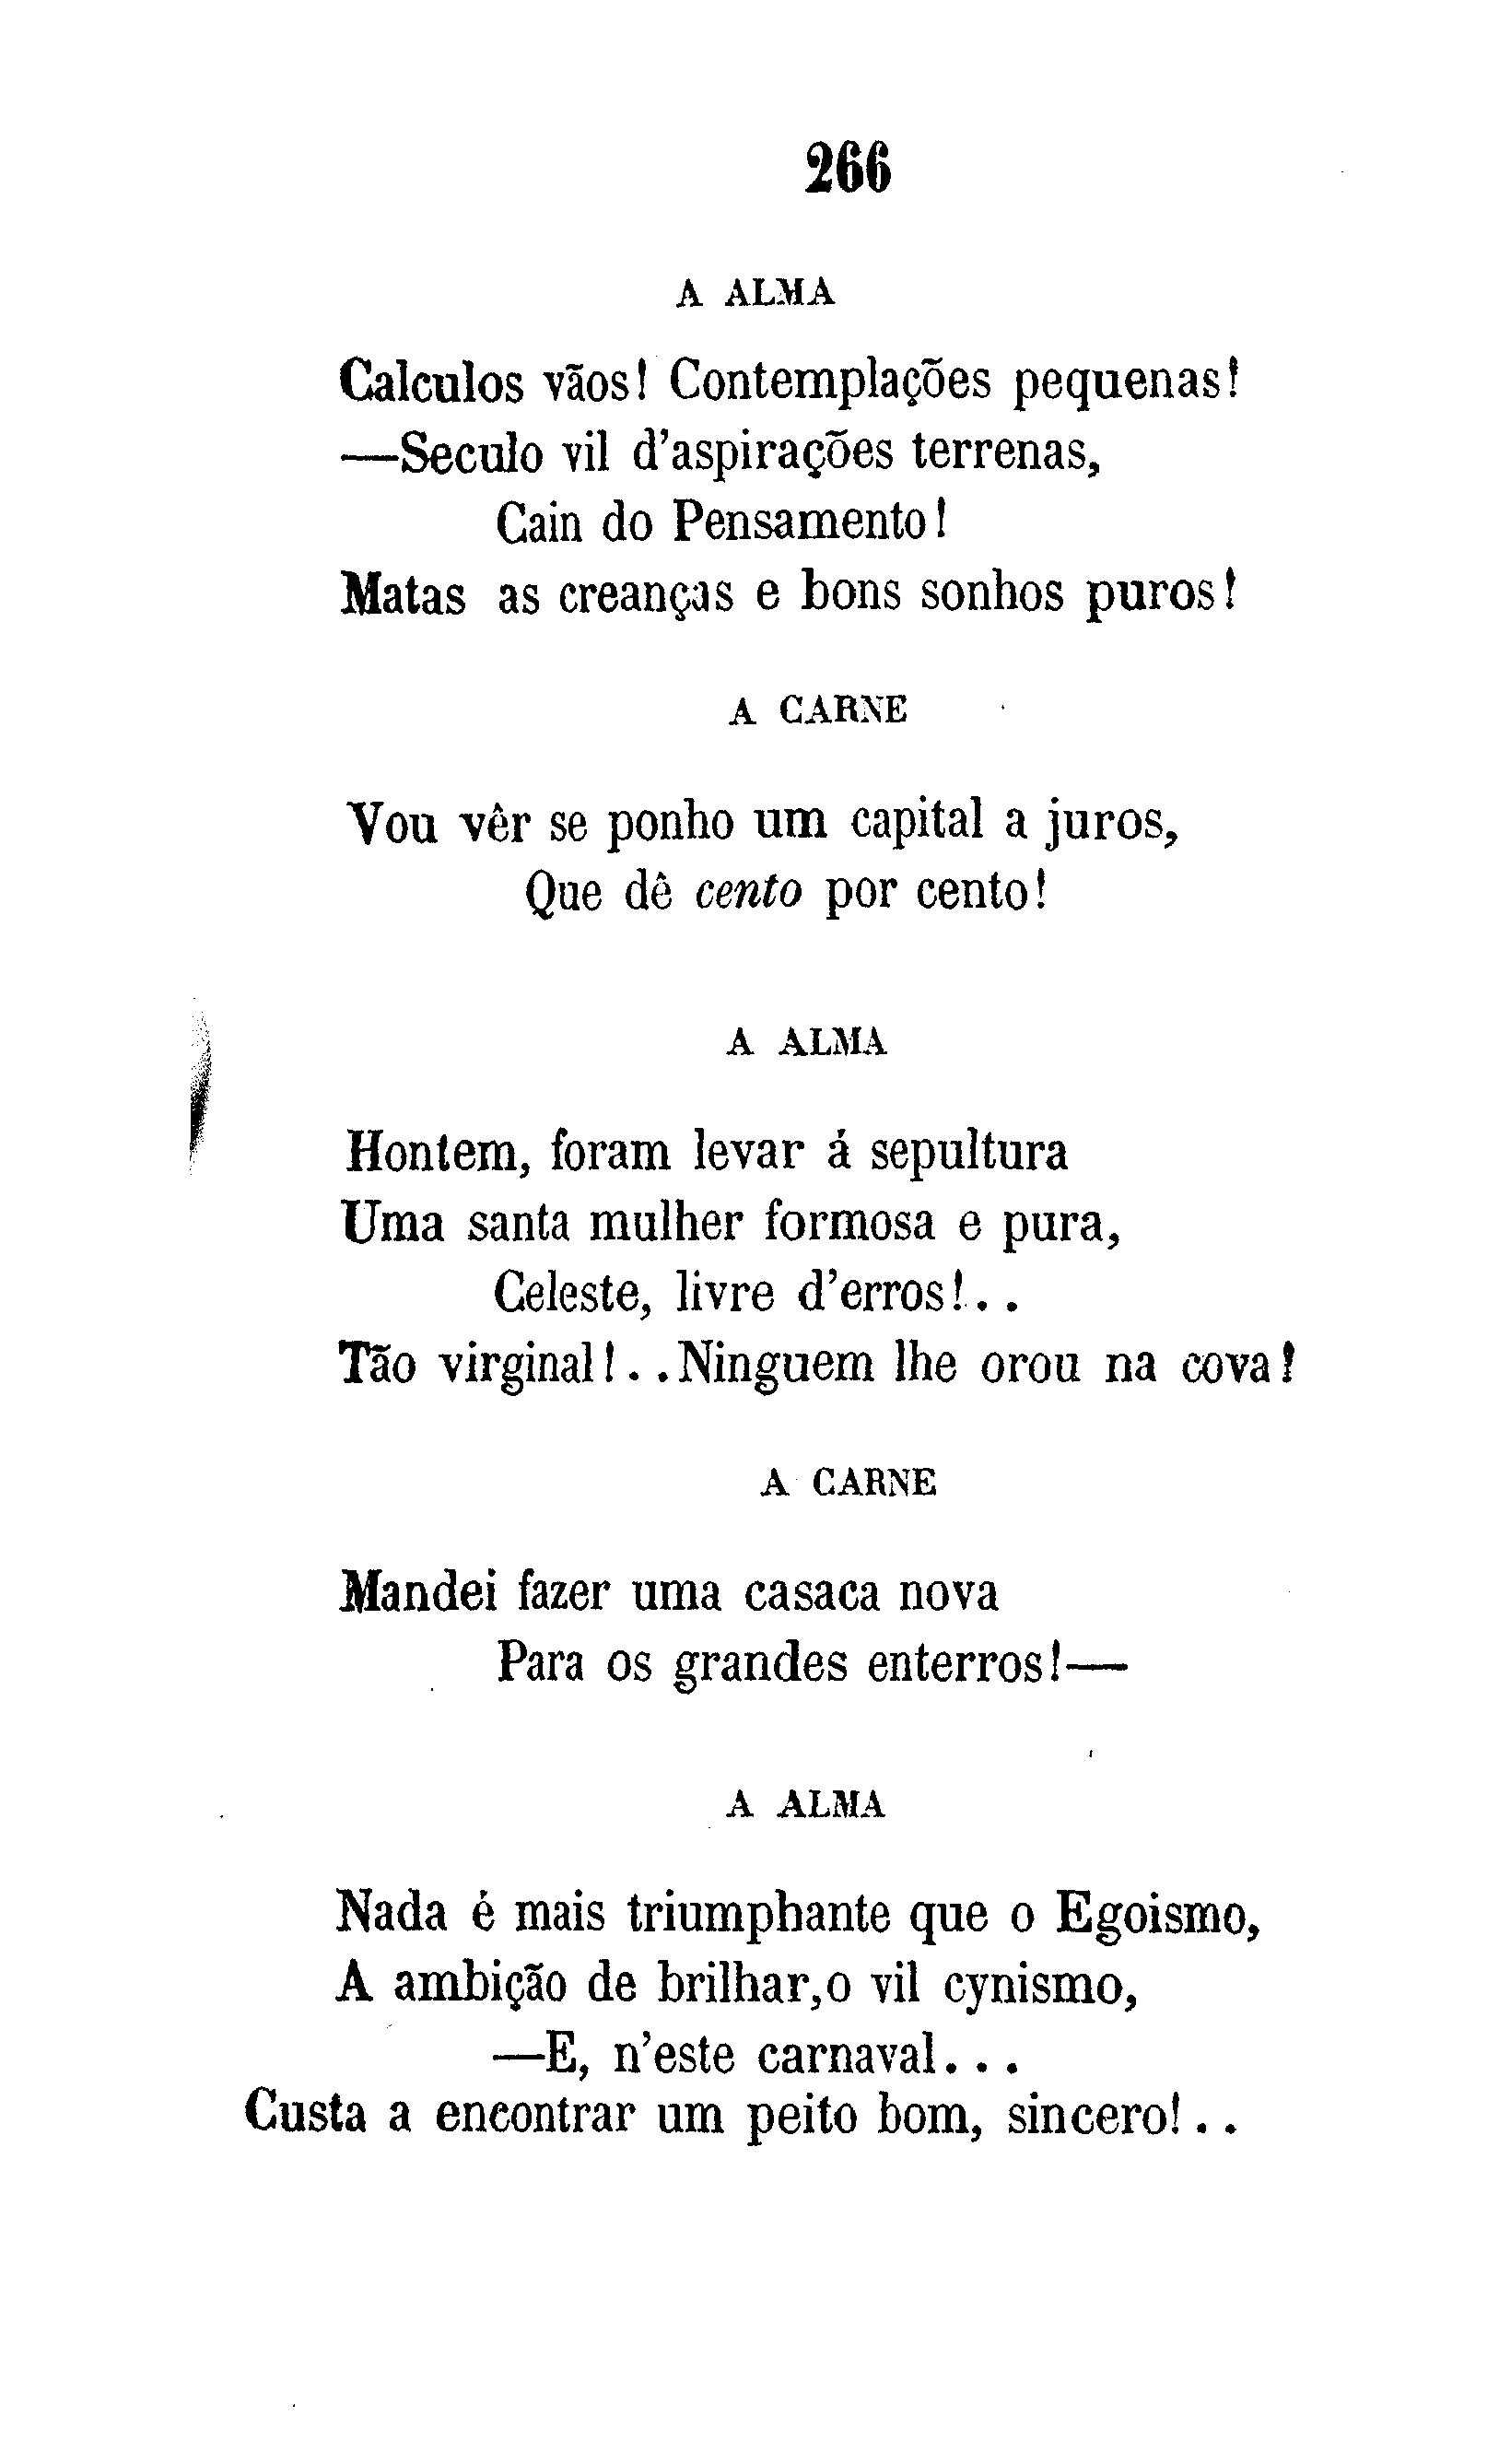 266
A ALMA
Calculos vãos! Contemplações pequenas!
—Seculo vil d'aspirações terrenas,
Cain do Pensamento!
Matas as creanças e bons sonhos puros!
A CARNE
Vou vêr se ponho um capital a juros,
Que dê cento por cento!
A ALMA
Hontem, foram levar á sepultura
Uma santa mulher formosa e pura,
Celeste, livre d'erros!..
Tão virginal!..Ninguem lhe orou na cova!
A CARNE
Mandei fazer uma casaca nova
Para os grandes enterros!—
A ALMA
Nada é mais triumphante que o Egoismo,
A ambição de brilhar,o vil cynismo,
—E, n'este carnaval...
Custa a encontrar um peito bom, sincero!..